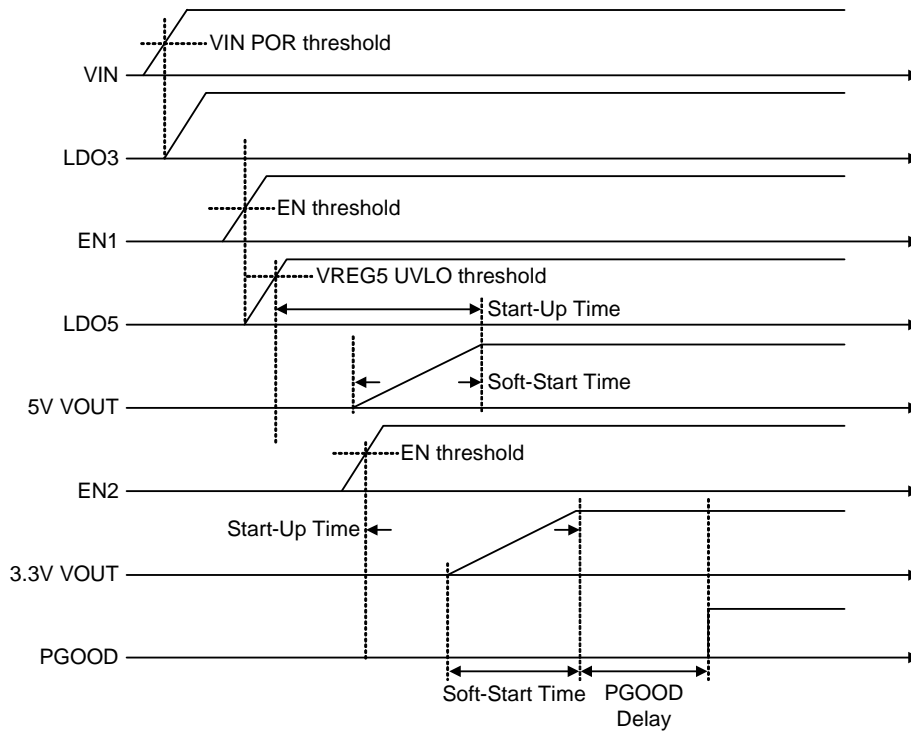 VIN POR threshold
VIN
LDO3
EN threshold
EN1
VREG5 UVLO threshold
Start-Up Time
LDO5
Soft-Start Time
5V VOUT
EN threshold
EN2
Start-Up Time
3.3V VOUT
PGOOD
Soft-Start Time
PGOOD
Delay